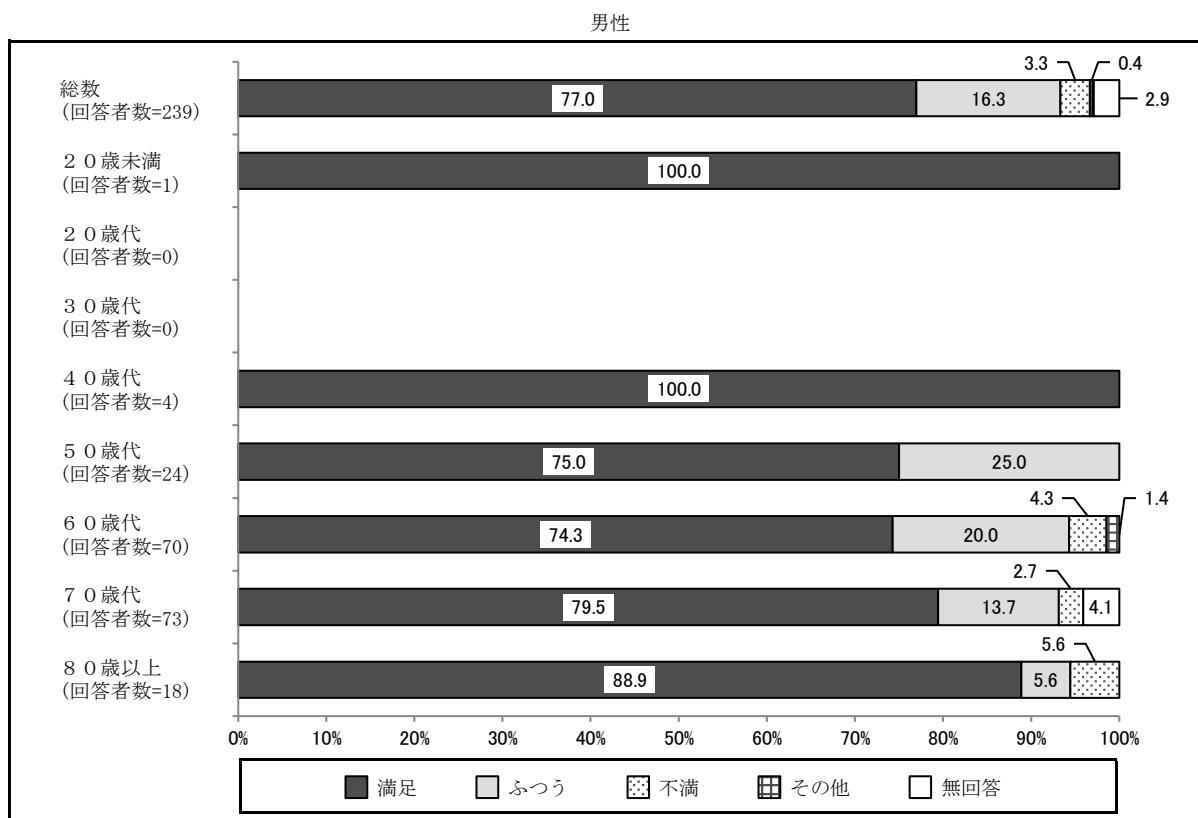 男性
3.3
0.4
総数
(回答者数=239)
77.0
16.3
2.9
２０歳未満
(回答者数=1)
100.0
２０歳代
(回答者数=0)
３０歳代
(回答者数=0)
４０歳代
(回答者数=4)
100.0
５０歳代
(回答者数=24)
75.0
25.0
4.3
1.4
６０歳代
(回答者数=70)
74.3
20.0
2.7
７０歳代
(回答者数=73)
79.5
13.7
4.1
5.6
８０歳以上
(回答者数=18)
88.9
5.6
0%
10%
20%
30%
40%
50%
60%
70%
80%
90%
100%
満足
ふつう
不満
その他
無回答